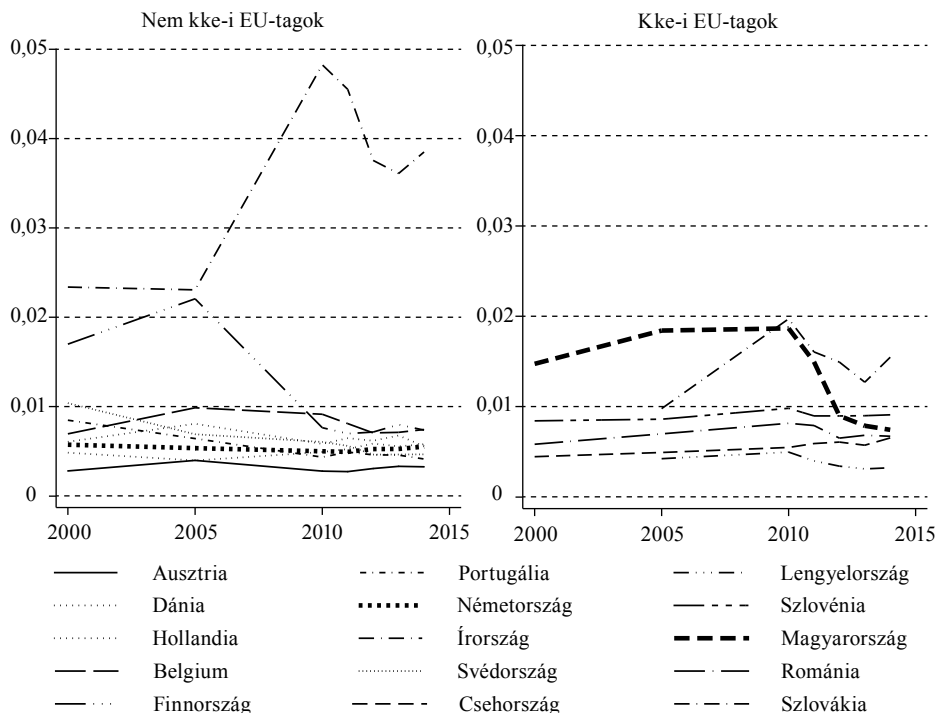 Nem kke-i EU-tagok
Kke-i EU-tagok
0,05
0,04
0,03
0,02
0,01
0
2000 2005 2010 2015
0,05
0,04
0,03
0,02
0,01
0
2000 2005 2010 2015
Ausztria Portugália Lengyelország
Dánia Németország Szlovénia
Hollandia Írország Magyarország
Belgium Svédország Románia
Finnország Csehország Szlovákia